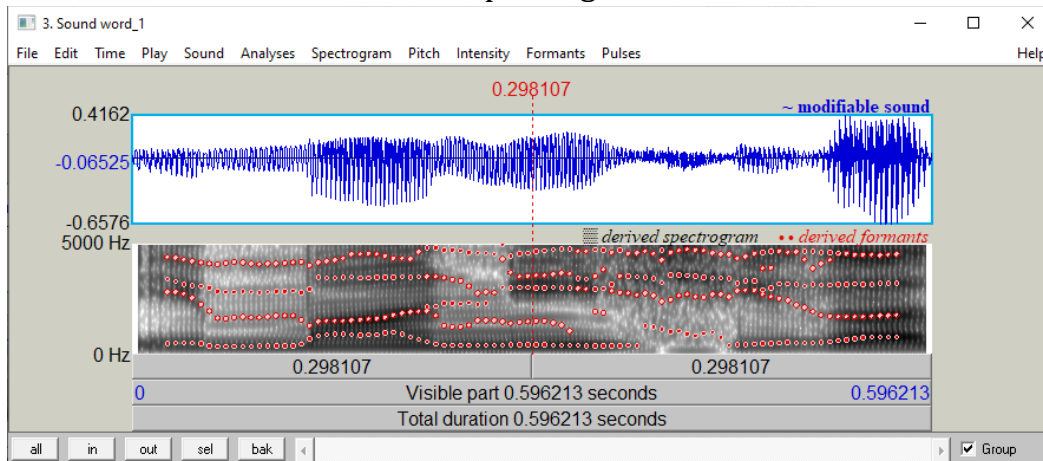 3. Sound word_1
File Edit Time Play Sound Analyses Spectrogram Pitch Intensity Formants Pulses Help
0.298107
~ modifiable sound
0.4162
-0.06525
-0.6576
5000 Hz
derived spectrogram
derived formants
0 Hz
0.298107 0.298107
0 Visible part 0.596213 seconds 0.596213
Total duration 0.596213 seconds
all in out sel bak Group